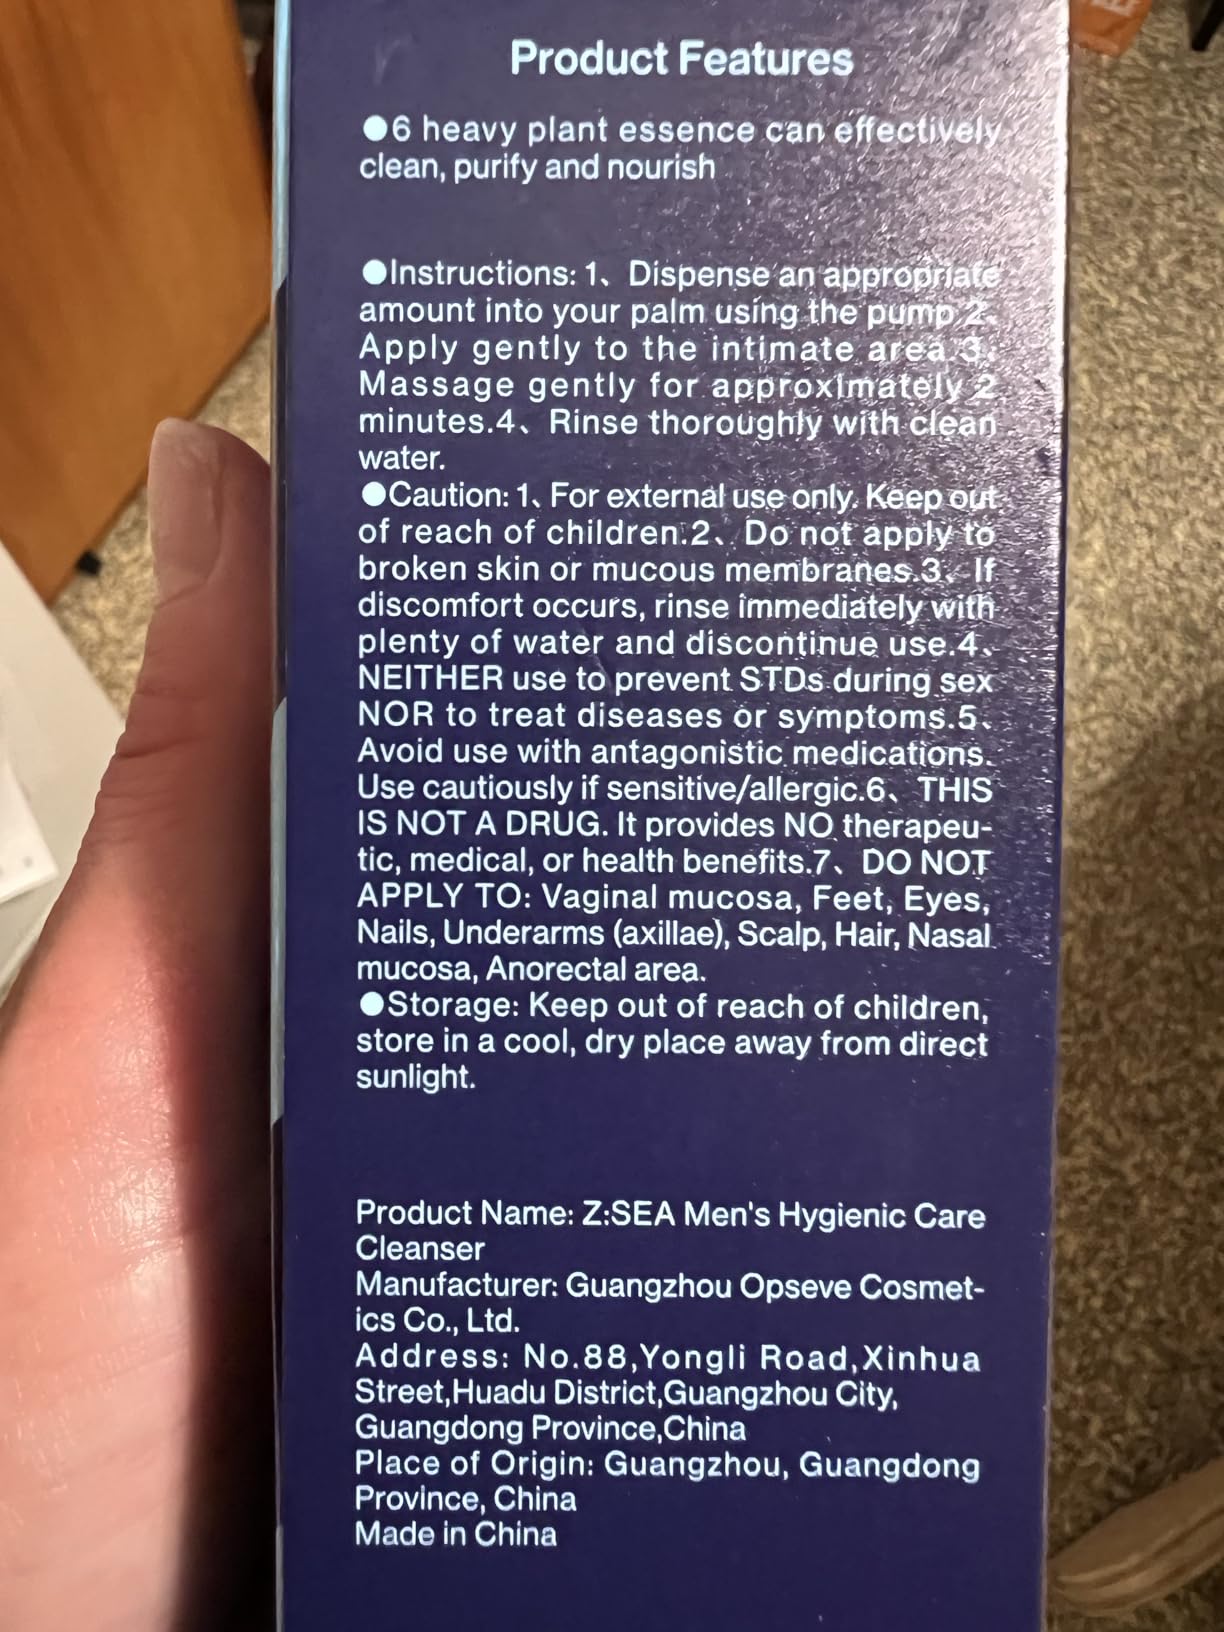 Product Features
●6 heavy plant essence can effectively
clean, purify and nourish
●Instructions: 1、 Dispense an appropriate
amount into your palm using the pump 2、
Apply gently to the intimate area.3、
Massage gently for approximately 2
minutes.4、 Rinse thoroughly with clean
water.
●Caution: 1、For external use only. Keep out
of reach of children.2、 Do not apply to
broken skin or mucous membranes.3、 If
discomfort occurs, rinse immediately with
plenty of water and discontinue use.4、
NEITHER use to prevent STDs during sex
NOR to treat diseases or symptoms.5、
Avoid use with antagonistic medications.
Use cautiously if sensitive/allergic.6、 THIS
IS NOT A DRUG. It provides NO therapeu-
tic, medical, or health benefits.7、 DO NOT
APPLY TO: Vaginal mucosa, Feet, Eyes,
Nails, Underarms (axillae), Scalp, Hair, Nasal
mucosa, Anorectal area.
●Storage: Keep out of reach of children,
store in a cool, dry place away from direct
sunlight.
Product Name: Z:SEA Men's Hygienic Care
Cleanser
Manufacturer: Guangzhou Opseve Cosmet-
ics Co., Ltd.
Address: No.88,Yongli Road,Xinhua
Street,Huadu District,Guangzhou City,
Guangdong Province,China
Place of Origin: Guangzhou, Guangdong
Province, China
Made in China